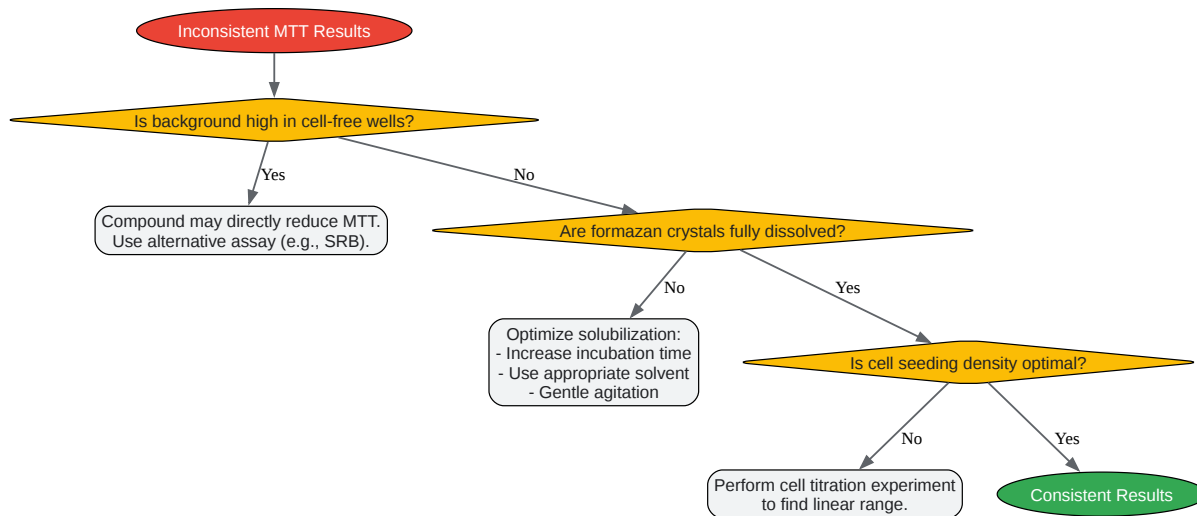 Inconsistent MTT Results
Is background high in cell-free wells?
Yes
No
Compound may directly reduce MTT.
Use alternative assay (e.g., SRB).
Are formazan crystals fully dissolved?
No
Yes
Optimize solubilization:
- Increase incubation time
- Use appropriate solvent
- Gentle agitation
Is cell seeding density optimal?
No
Yes
Perform cell titration experiment
to find linear range.
Consistent Results